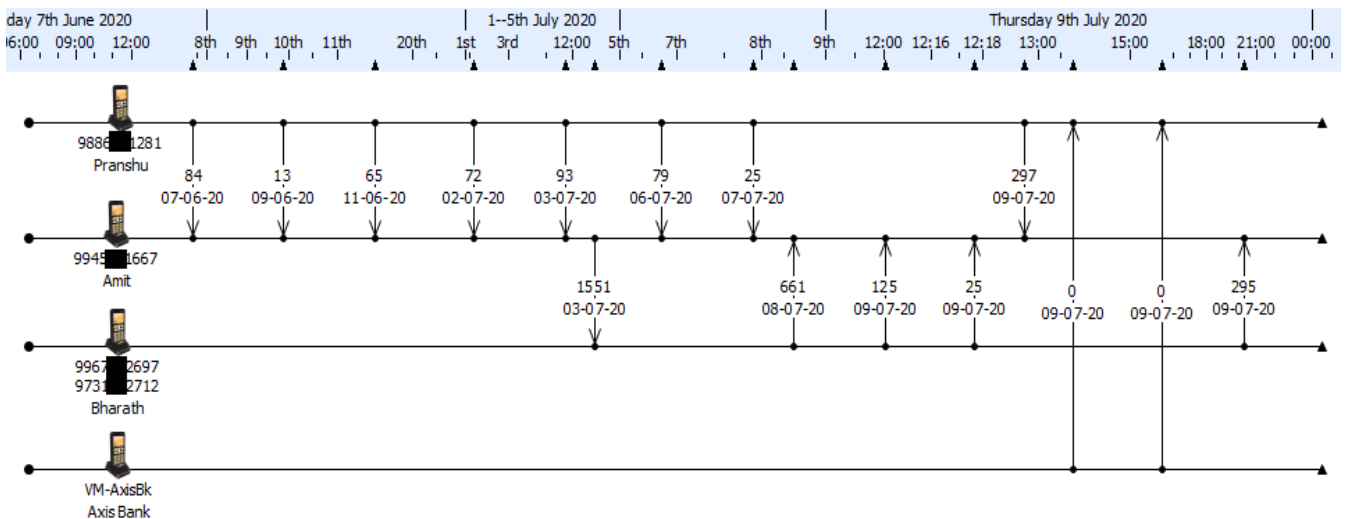 day 7th June 2020 1--5th July 2020 Thursday 9th July 2020
06:00 09:00 12:00 8th 9th 10th 11th 20th 1st 3rd 12:00 5th 7th 8th 9th 12:00 12:16 12:18 13:00 15:00 18:00 21:00 00:00
9886 1281
Pranshu
84 13 65 72 93 79 25 297
07-06-20 09-06-20 11-06-20 02-07-20 03-07-20 06-07-20 07-07-20 09-07-20
9945 1667
Amit
1551 661 125 25 0 0 295
03-07-20 08-07-20 09-07-20 09-07-20 09-07-20 09-07-20 09-07-20
9967 2697
9731 2712
Bharath
VM-AxisBk
Axis Bank